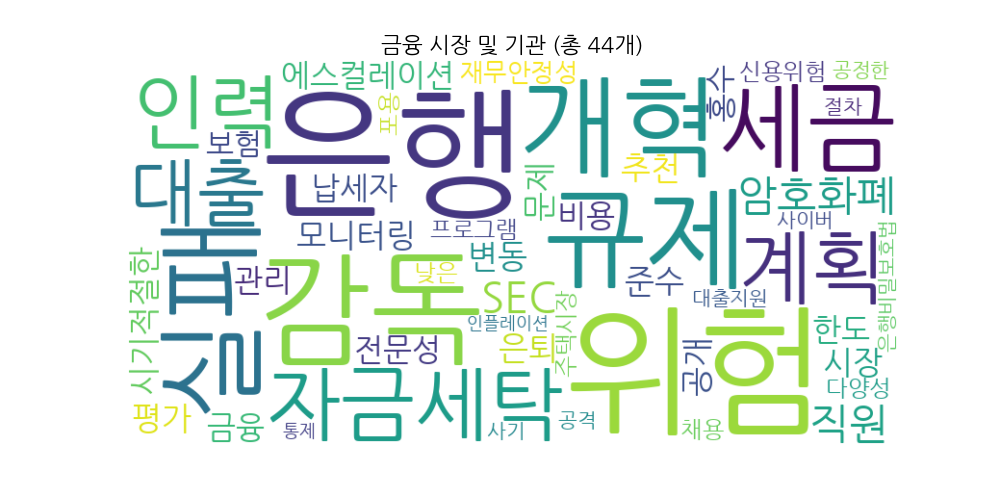 금융 시장 및 기관 (총 44개)
에스컬레이션
재무안정성
신용위험
공정한
인력
은행
개혁
홍수
세금
절차
포용
보험
대출
납세자
추천
문제
비용
암호화폐
사이버
모니터링
프로그램
규제
계획
실패
감독
변동
낮은
관리
준수
대출지원
은행비밀보호법
시기적절한
SEC
인플레이션
주택시장
위험
한도
전문성
은퇴
공개
시장
다양성
자금세탁
평가
금융
통제
사기
공격
채용
직원